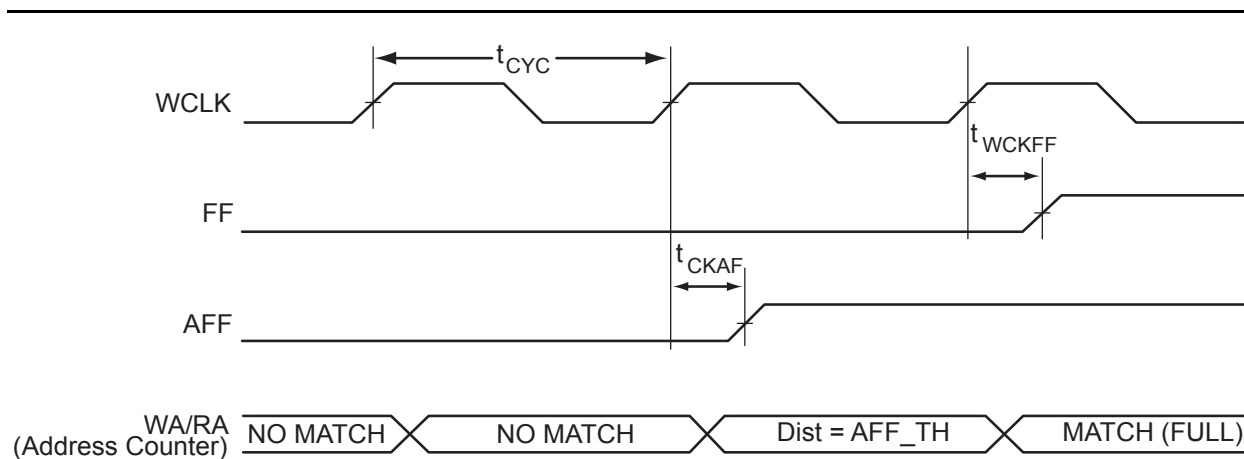 tCYC
WCLK
tWCKFF
FF
tCKAF
AFF
WA/RA
(Address Counter)
NO MATCH
NO MATCH
Dist = AFF_TH
MATCH (FULL)